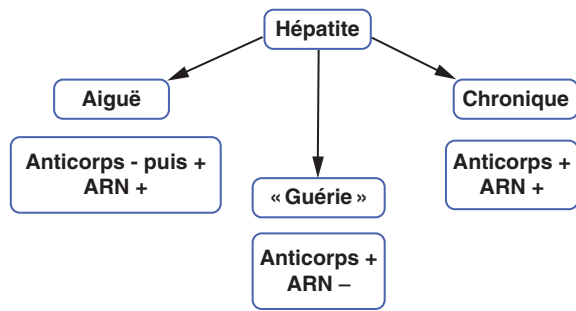 Hépatite
Aiguë
Chronique
Anticorps - puis +
ARN +
Anticorps +
ARN +
« Guérie »
Anticorps +
ARN –